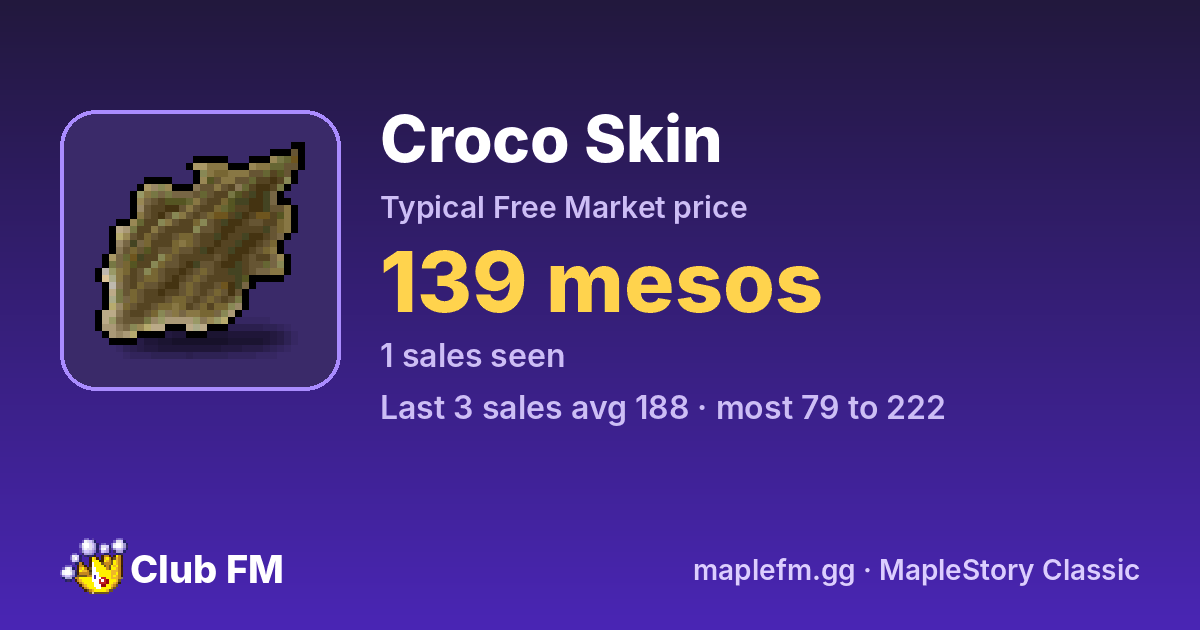 Croco Skin
Typical Free Market price
139 mesos
1 sales seen
Last 3 sales avg 188 · most 79 to 222
Club FM
maplefm.gg · MapleStory Classic